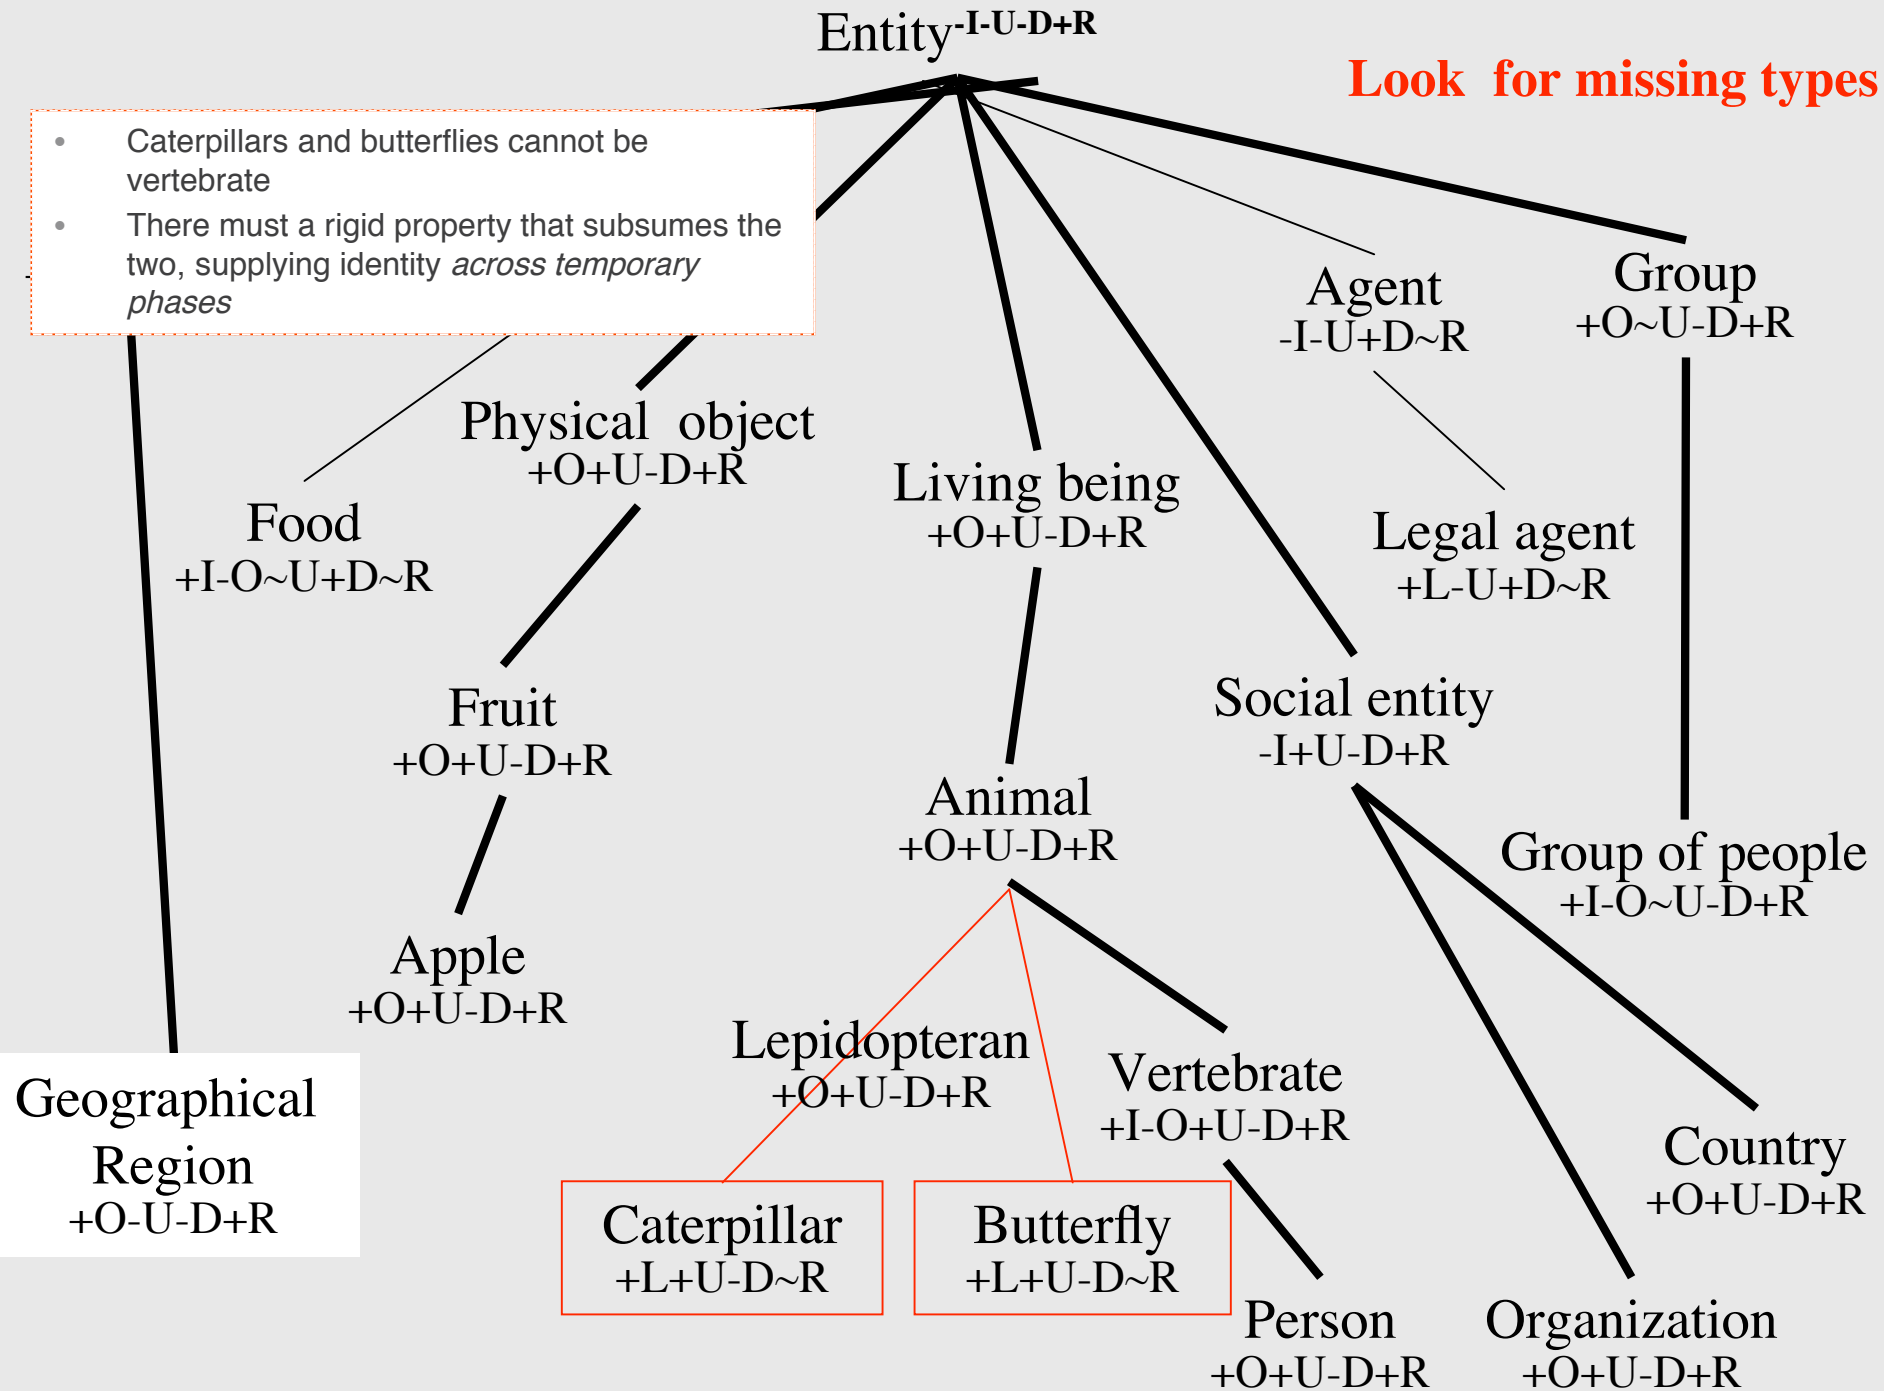 Entity-I-U-D+R
Look for missing types
• Caterpillars and butterflies cannot be
vertebrate
• There must a rigid property that subsumes the
two, supplying identity across temporary
phases
Agent
-I-U+D~R
Group
+O~U-D+R
Physical object
+O+U-D+R
Living being
+O+U-D+R
Food
+I-O~U+D~R
Legal agent
+L-U+D~R
Fruit
+O+U-D+R
Social entity
-I+U-D+R
Animal
+O+U-D+R
Group of people
+I-O~U-D+R
Apple
+O+U-D+R
Lepidopteran
+O+U-D+R
Vertebrate
+I-O+U-D+R
Geographical
Region
+O-U-D+R
Country
+O+U-D+R
Caterpillar
+L+U-D~R
Butterfly
+L+U-D~R
Person
+O+U-D+R
Organization
+O+U-D+R